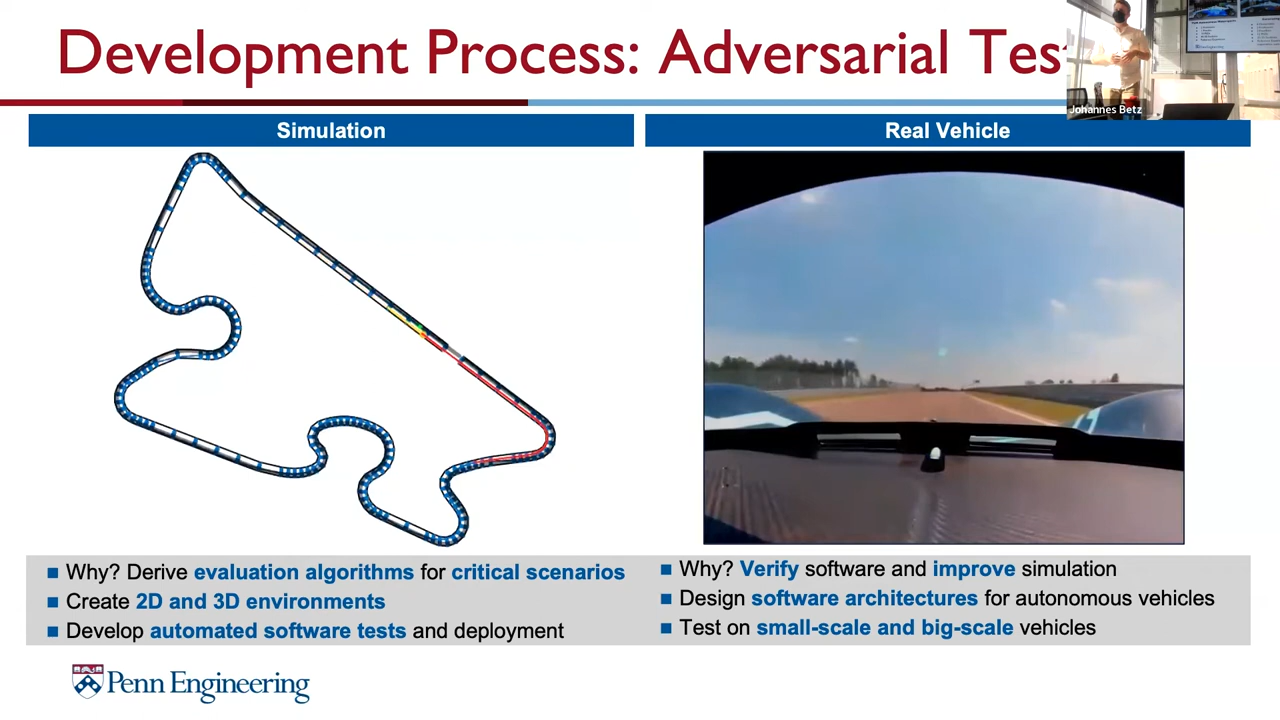 Development Process: Adversarial Tes
Johannes Betz
Simulation
Real Vehicle
■ Why? Derive evaluation algorithms for critical scenarios
■ Create 2D and 3D environments
■ Develop automated software tests and deployment
■ Why? Verify software and improve simulation
■ Design software architectures for autonomous vehicles
■ Test on small-scale and big-scale vehicles
Penn Engineering